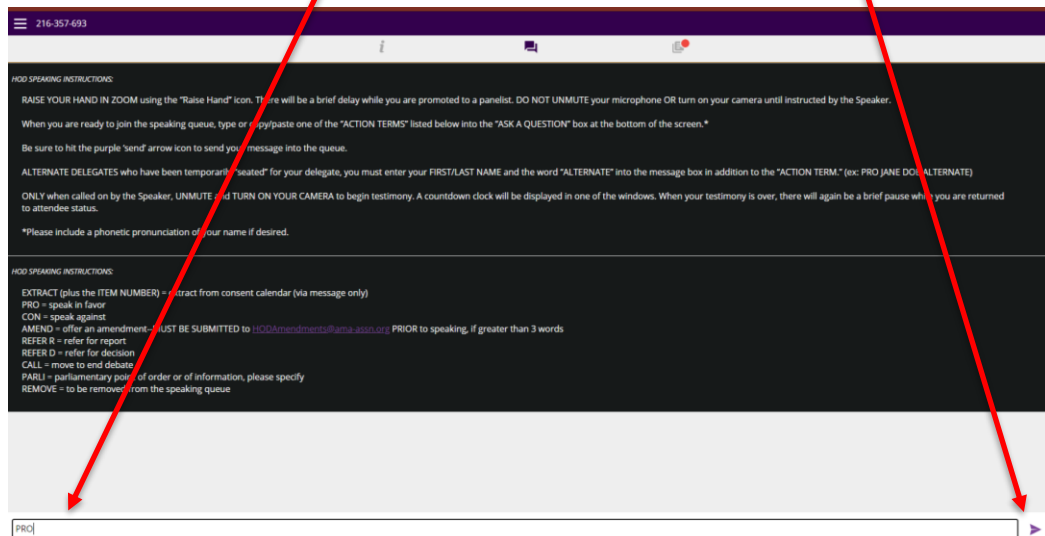 216-357-693
HOD SPEAKING INSTRUCTIONS:
RAISE YOUR HAND IN ZOOM using the "Raise Hand" icon. There will be a brief delay while you are promoted to a panelist. DO NOT UNMUTE your microphone OR turn on your camera until instructed by the Speaker.
When you are ready to join the speaking queue, type or copy/paste one of the "ACTION TERMS" listed below into the "ASK A QUESTION" box at the bottom of the screen.*
Be sure to hit the purple 'send' arrow icon to send your message into the queue.
ALTERNATE DELEGATES who have been temporarily "seated" for your delegate, you must enter your FIRST/LAST NAME and the word "ALTERNATE" into the message box in addition to the "ACTION TERM." (ex: PRO JANE DOE ALTERNATE)
ONLY when called on by the Speaker, UNMUTE and TURN ON YOUR CAMERA to begin testimony. A countdown clock will be displayed in one of the windows. When your testimony is over, there will again be a brief pause while you are returned
to attendee status.
*Please include a phonetic pronunciation of your name if desired.
HOD SPEAKING INSTRUCTIONS:
EXTRACT (plus the ITEM NUMBER) = extract from consent calendar (via message only)
PRO = speak in favor
CON = speak against
AMEND = offer an amendment--MUST BE SUBMITTED to HODAmendments@ama-assn.org PRIOR to speaking, if greater than 3 words
REFER R = refer for report
REFER D = refer for decision
CALL = move to end debate
PARLI = parliamentary point of order or of information, please specify
REMOVE = to be removed from the speaking queue
PRO